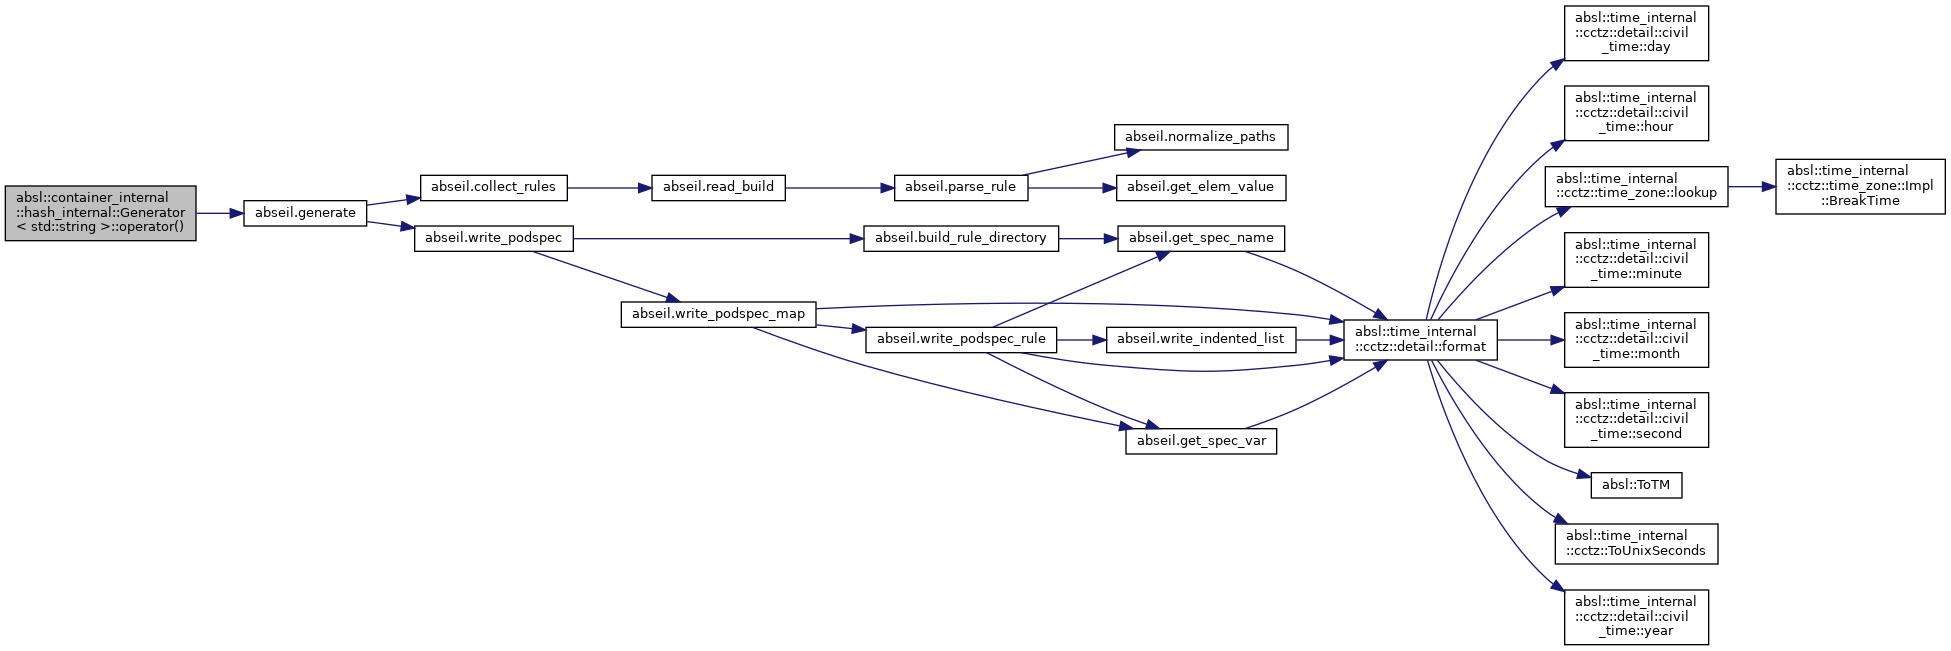 absl::container_internal
::hash_internal::Generator
< std::string >::operator()
abseil.generate
abseil.collect_rules
abseil.write_podspec
abseil.read_build
abseil.write_podspec_map
abseil.parse_rule
abseil.build_rule_directory
abseil.write_podspec_rule
abseil.normalize_paths
abseil.get_elem_value
abseil.get_spec_name
abseil.write_indented_list
abseil.get_spec_var
absl::time_internal
::cctz::detail::format
absl::time_internal
::cctz::detail::civil
_time::day
absl::time_internal
::cctz::detail::civil
_time::hour
absl::time_internal
::cctz::time_zone::lookup
absl::time_internal
::cctz::detail::civil
_time::minute
absl::time_internal
::cctz::detail::civil
_time::month
absl::time_internal
::cctz::detail::civil
_time::second
absl::ToTM
absl::time_internal
::cctz::ToUnixSeconds
absl::time_internal
::cctz::detail::civil
_time::year
absl::time_internal
::cctz::time_zone::Impl
::BreakTime